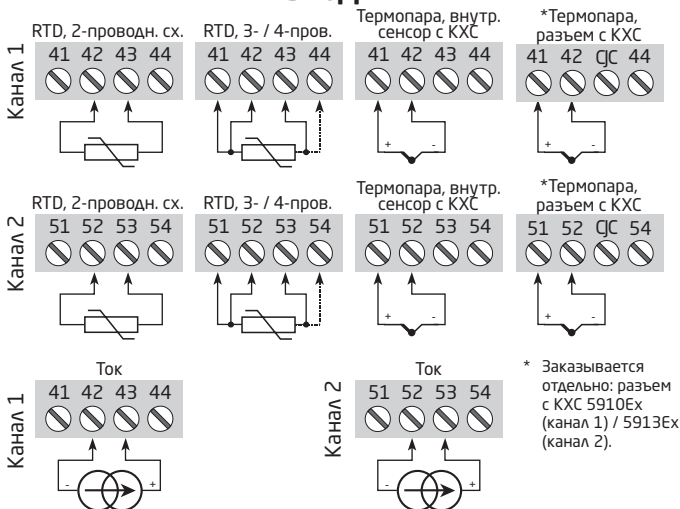 RTD, 2-проводн. сх.
RTD, 3- / 4-пров.
Термопара, внутр.
сенсор с КХС
*Термопара,
разъем с КХС
Канал 1
41 42 43 44
41 42 43 44
41 42 43 44
41 42 CJC 44
+ -
+ -
RTD, 2-проводн. сх.
RTD, 3- / 4-пров.
Термопара, внутр.
сенсор с КХС
*Термопара,
разъем с КХС
Канал 2
51 52 53 54
51 52 53 54
51 52 53 54
51 52 CJC 54
+ -
+ -
Ток
Канал 1
41 42 43 44
- +
Ток
Канал 2
51 52 53 54
- +
* Заказывается
отдельно: разъем
с КХС 5910Ex
(канал 1) / 5913Ex
(канал 2).